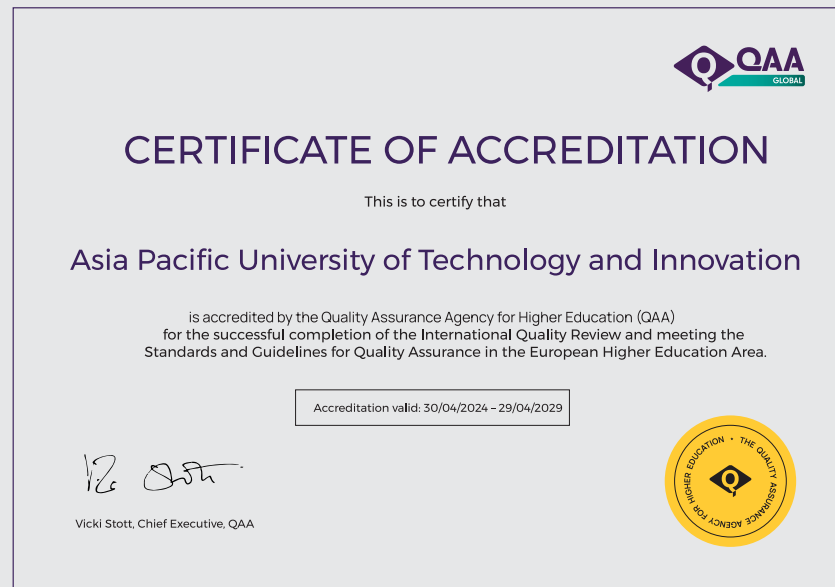 QAA
GLOBAL
CERTIFICATE OF ACCREDITATION
This is to certify that
Asia Pacific University of Technology and Innovation
is accredited by the Quality Assurance Agency for Higher Education (QAA)
for the successful completion of the International Quality Review and meeting the
Standards and Guidelines for Quality Assurance in the European Higher Education Area.
Accreditation valid: 30/04/2024 – 29/04/2029
Vicki Stott, Chief Executive, QAA
THE QUALITY ASSURANCE AGENCY FOR HIGHER EDUCATION •